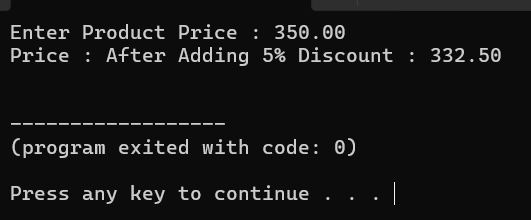 Enter Product Price : 350.00
Price : After Adding 5% Discount : 332.50
------------------
(program exited with code: 0)
Press any key to continue . . .